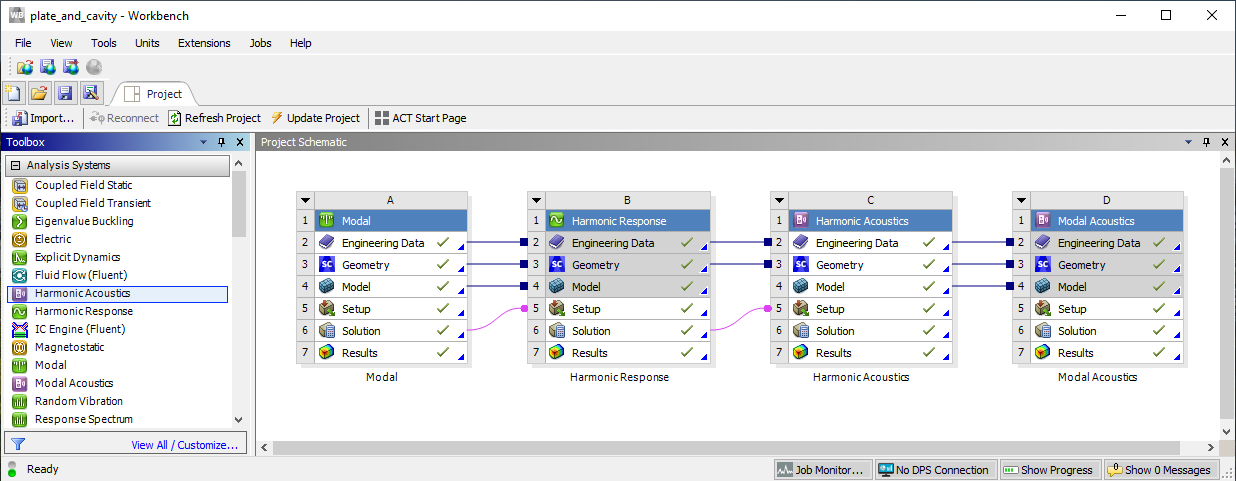 WB plate_and_cavity - Workbench
File View Tools Units Extensions Jobs Help
Project
Import... Reconnect Refresh Project Update Project ACT Start Page
Toolbox
Analysis Systems
Coupled Field Static
Coupled Field Transient
Eigenvalue Buckling
Electric
Explicit Dynamics
Fluid Flow (Fluent)
Harmonic Acoustics
Harmonic Response
IC Engine (Fluent)
Magnetostatic
Modal
Modal Acoustics
Random Vibration
Response Spectrum
View All / Customize...
Project Schematic
A
1 Modal
2 Engineering Data
3 SC Geometry
4 Model
5 Setup
6 Solution
7 Results
Modal
B
1 Harmonic Response
2 Engineering Data
3 SC Geometry
4 Model
5 Setup
6 Solution
7 Results
Harmonic Response
C
1 Harmonic Acoustics
2 Engineering Data
3 SC Geometry
4 Model
5 Setup
6 Solution
7 Results
Harmonic Acoustics
D
1 Modal Acoustics
2 Engineering Data
3 SC Geometry
4 Model
5 Setup
6 Solution
7 Results
Modal Acoustics
Ready
Job Monitor... No DPS Connection Show Progress Show 0 Messages